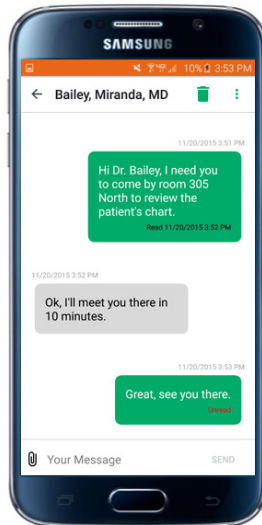 SAMSUNG
10% 3:53 PM
Bailey, Miranda, MD
11/20/2015 3:51 PM
Hi Dr. Bailey, I need you
to come by room 305
North to review the
patient's chart.
Read 11/20/2015 3:52 PM
11/20/2015 3:52 PM
Ok, I'll meet you there in
10 minutes.
11/20/2015 3:53 PM
Great, see you there.
Unread
Your Message SEND